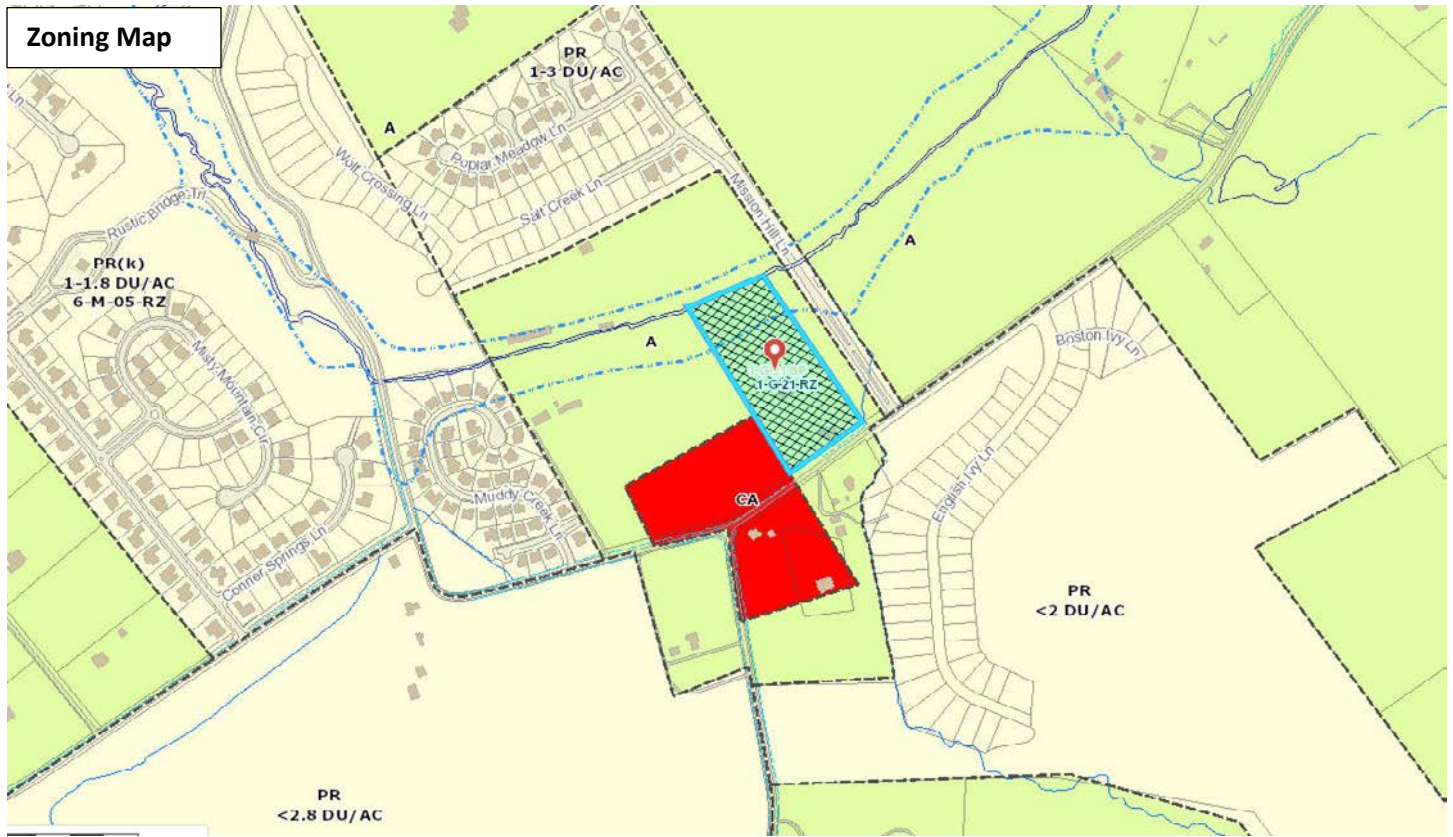 Zoning Map
PR
1-3 DU/AC
A
Poplar Meadow Ln
Wolf Crossing Ln
Salt Creek Ln
Mission Hill Ln
A
Rustic Bridge Trl
PR(k)
1-1.8 DU/AC
6-M-05-RZ
Misty Mountain Cir
A
1-G-21-RZ
Boston Ivy Ln
English Ivy Ln
CA
Muddy Creek Ln
Conner Springs Ln
PR
<2 DU/AC
PR
<2.8 DU/AC